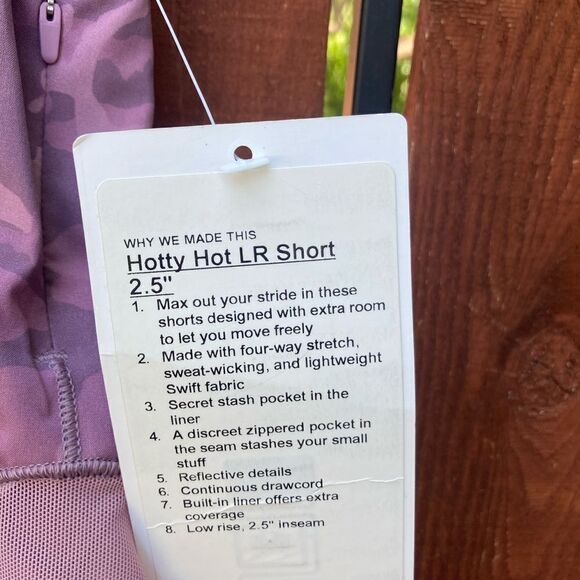 WHY WE MADE THIS
Hotty Hot LR Short
2.5"
1. Max out your stride in these
shorts designed with extra room
to let you move freely
2. Made with four-way stretch,
sweat-wicking, and lightweight
Swift fabric
3. Secret stash pocket in the
liner
4. A discreet zippered pocket in
the seam stashes your small
stuff
5. Reflective details
6. Continuous drawcord
7. Built-in liner offers extra
coverage
8. Low rise, 2.5" inseam